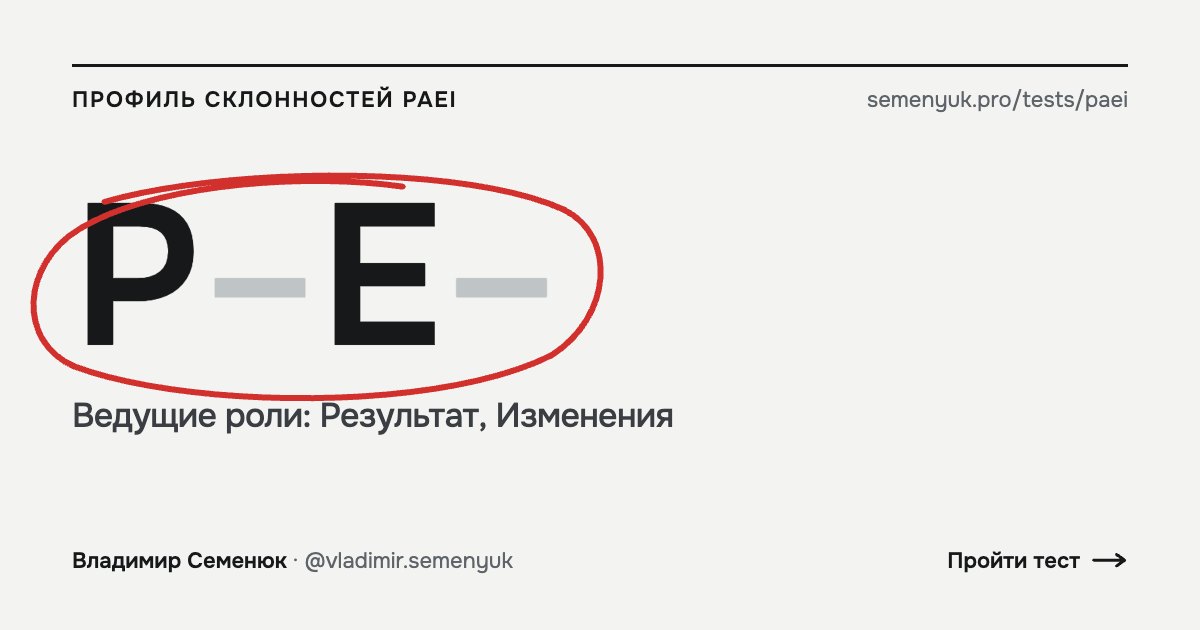 ПРОФИЛЬ СКЛОННОСТЕЙ PAEI
semenyuk.pro/tests/paei
P–E–
Ведущие роли: Результат, Изменения
Владимир Семенюк · @vladimir.semenyuk
Пройти тест →